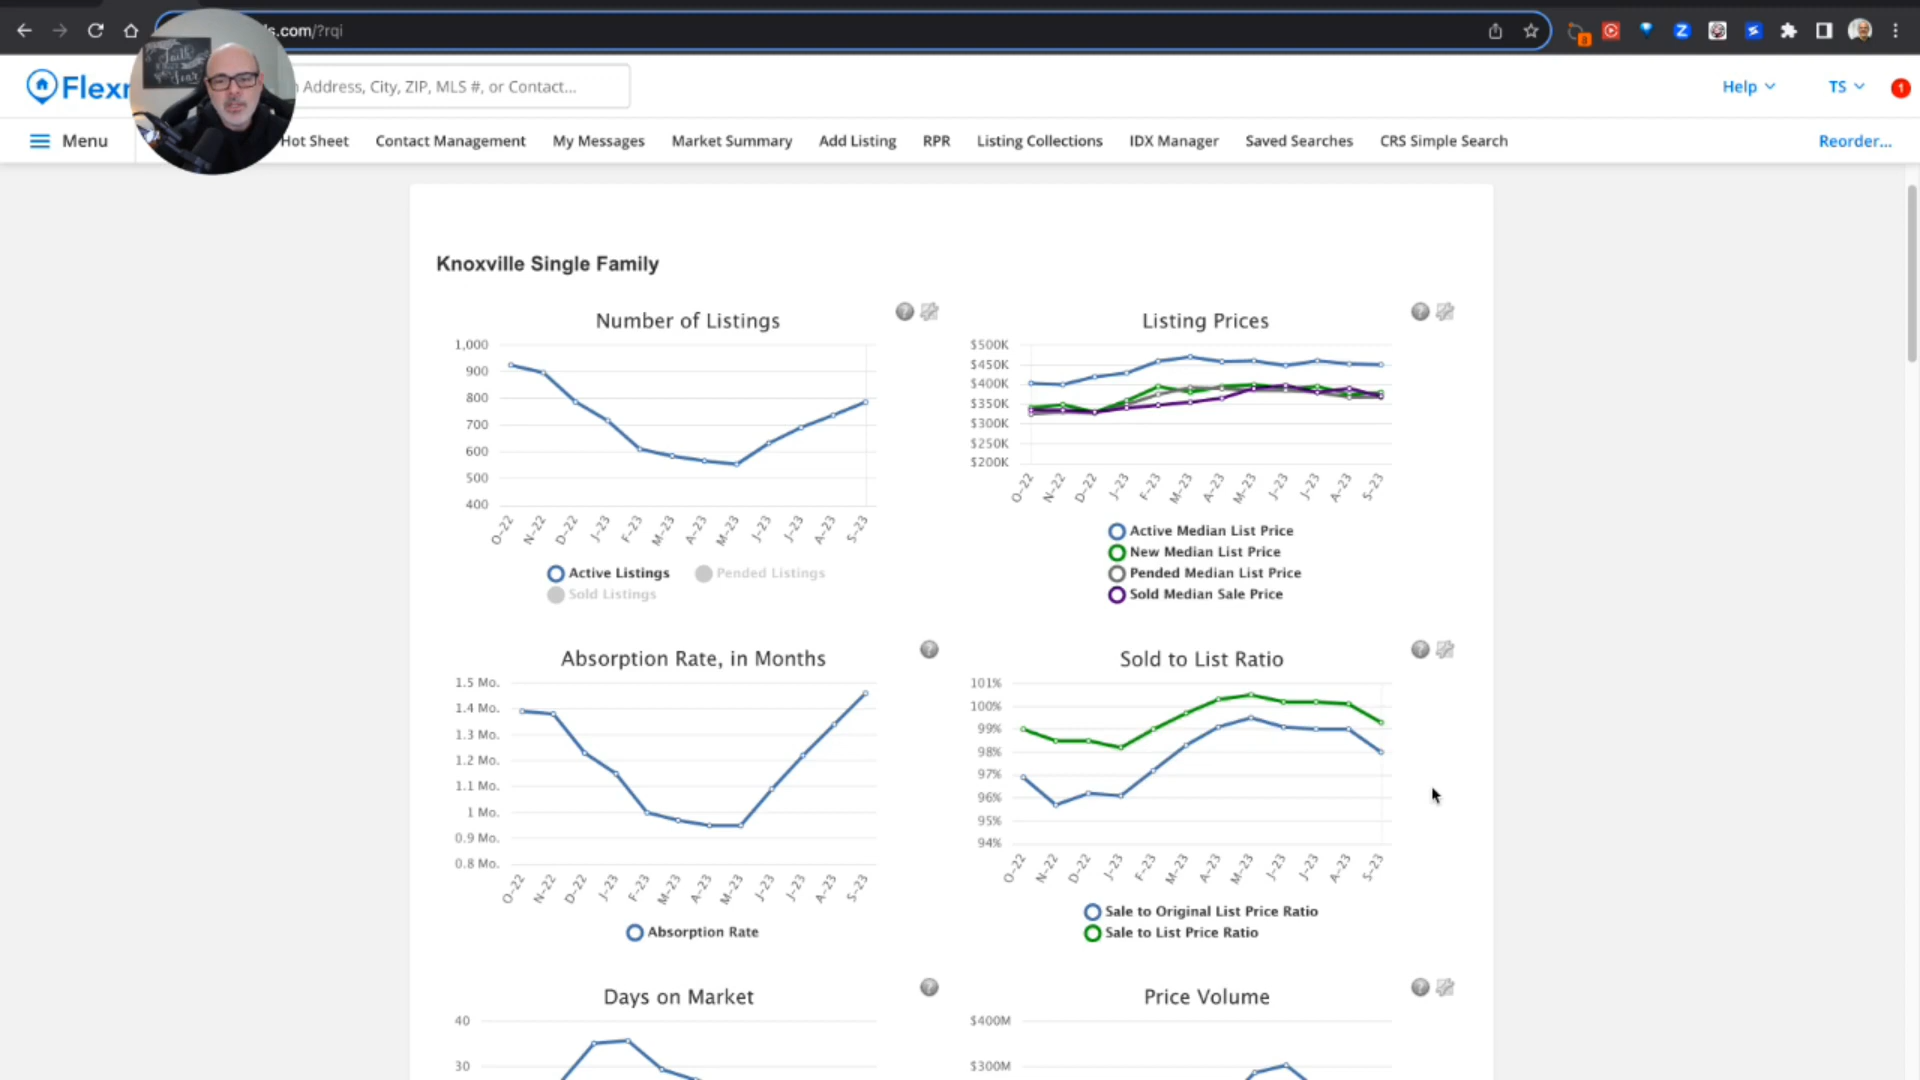 s.com/?rqi
Faith
Fear
Flex
Address, City, ZIP, MLS #, or Contact...
Help
TS
1
Menu
Hot Sheet
Contact Management
My Messages
Market Summary
Add Listing
RPR
Listing Collections
IDX Manager
Saved Searches
CRS Simple Search
Reorder...
Knoxville Single Family
Number of Listings
1,000
900
800
700
600
500
400
O-22 N-22 D-22 J-23 F-23 M-23 A-23 M-23 J-23 J-23 A-23 S-23
Active Listings
Pended Listings
Sold Listings
Listing Prices
$500K
$450K
$400K
$350K
$300K
$250K
$200K
O-22 N-22 D-22 J-23 F-23 M-23 A-23 M-23 J-23 J-23 A-23 S-23
Active Median List Price
New Median List Price
Pended Median List Price
Sold Median Sale Price
Absorption Rate, in Months
1.5 Mo.
1.4 Mo.
1.3 Mo.
1.2 Mo.
1.1 Mo.
1 Mo.
0.9 Mo.
0.8 Mo.
O-22 N-22 D-22 J-23 F-23 M-23 A-23 M-23 J-23 J-23 A-23 S-23
Absorption Rate
Sold to List Ratio
101%
100%
99%
98%
97%
96%
95%
94%
O-22 N-22 D-22 J-23 F-23 M-23 A-23 M-23 J-23 J-23 A-23 S-23
Sale to Original List Price Ratio
Sale to List Price Ratio
Days on Market
40
30
Price Volume
$400M
$300M